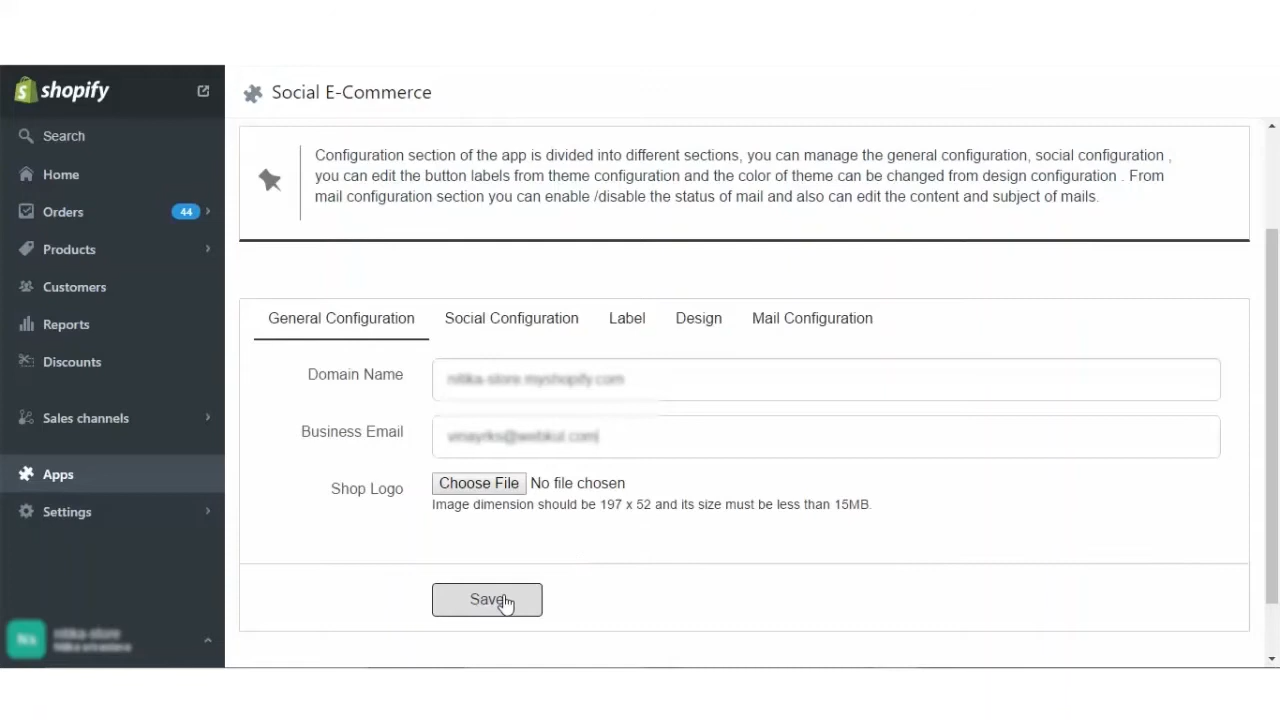 shopify
Search
Home
Orders 44
Products
Customers
Reports
Discounts
Sales channels
Apps
Settings
Social E-Commerce
Configuration section of the app is divided into different sections, you can manage the general configuration, social configuration ,
you can edit the button labels from theme configuration and the color of theme can be changed from design configuration . From
mail configuration section you can enable /disable the status of mail and also can edit the content and subject of mails.
General Configuration Social Configuration Label Design Mail Configuration
Domain Name
Business Email
Shop Logo Choose File No file chosen
Image dimension should be 197 x 52 and its size must be less than 15MB.
Save